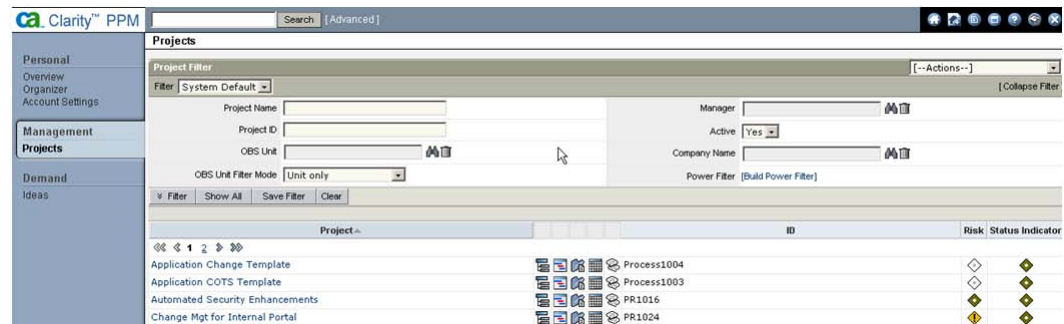 ca. Clarity™ PPM Search [Advanced]
Projects
Personal
Overview
Organizer
Account Settings
Management
Projects
Demand
Ideas
Project Filter [--Actions--]
Filter System Default [Collapse Filter
Project Name Manager
Project ID Active Yes
OBS Unit Company Name
OBS Unit Filter Mode Unit only Power Filter [Build Power Filter]
Filter Show All Save Filter Clear
Project ID Risk Status Indicator
1 2
Application Change Template Process1004
Application COTS Template Process1003
Automated Security Enhancements PR1016
Change Mgt for Internal Portal PR1024